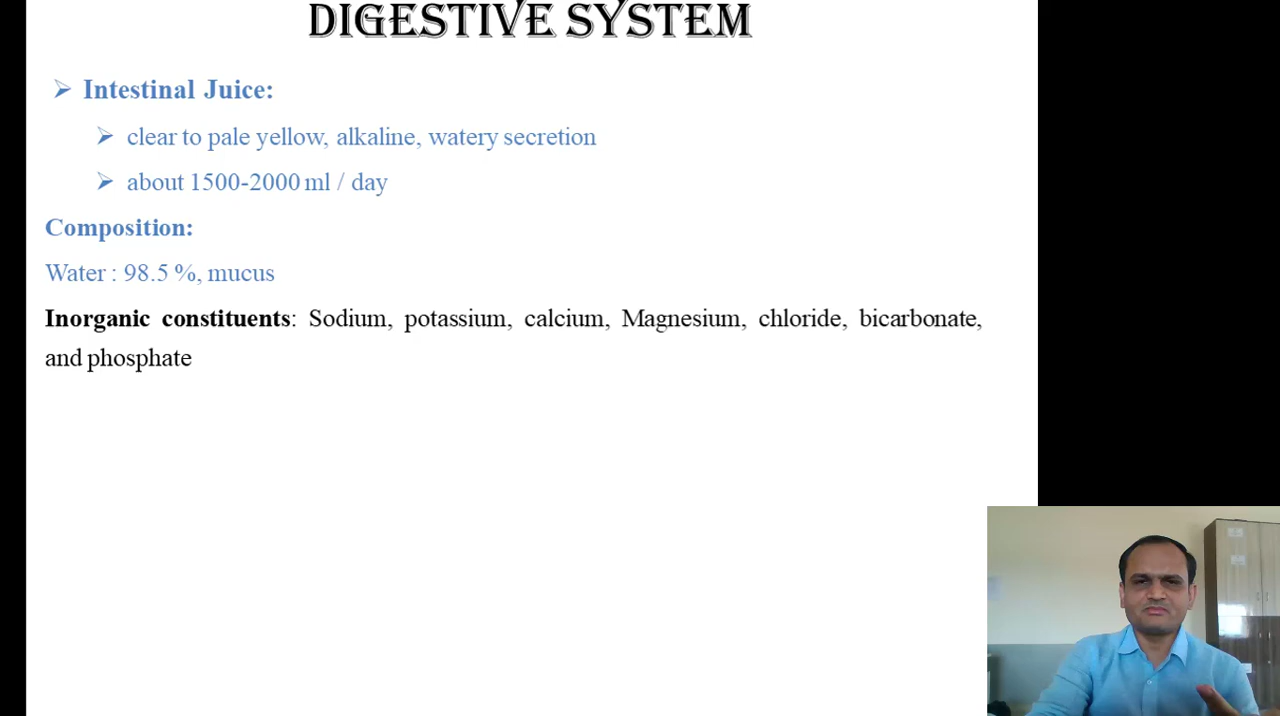 DIGESTIVE SYSTEM
➢ Intestinal Juice:
➢ clear to pale yellow, alkaline, watery secretion
➢ about 1500-2000 ml / day
Composition:
Water : 98.5 %, mucus
Inorganic constituents: Sodium, potassium, calcium, Magnesium, chloride, bicarbonate,
and phosphate